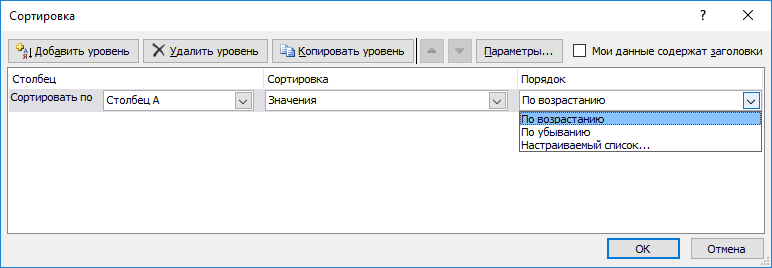 Сортировка
Добавить уровень Удалить уровень Копировать уровень Параметры... Мои данные содержат заголовки
Столбец Сортировка Порядок
Сортировать по Столбец A Значения По возрастанию
По возрастанию
По убыванию
Настраиваемый список...
ОК Отмена